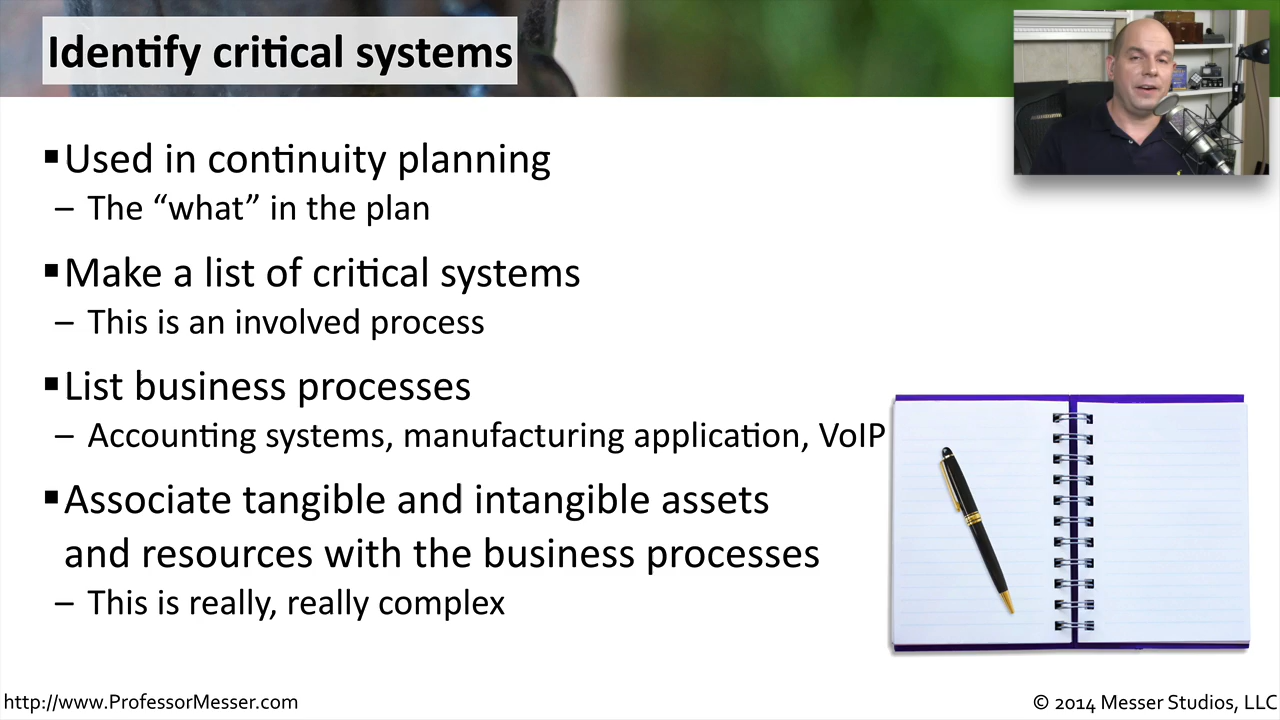 Identify critical systems
▪Used in continuity planning
– The “what” in the plan
▪Make a list of critical systems
– This is an involved process
▪List business processes
– Accounting systems, manufacturing application, VoIP
▪Associate tangible and intangible assets
and resources with the business processes
– This is really, really complex
http://www.ProfessorMesser.com
© 2014 Messer Studios, LLC